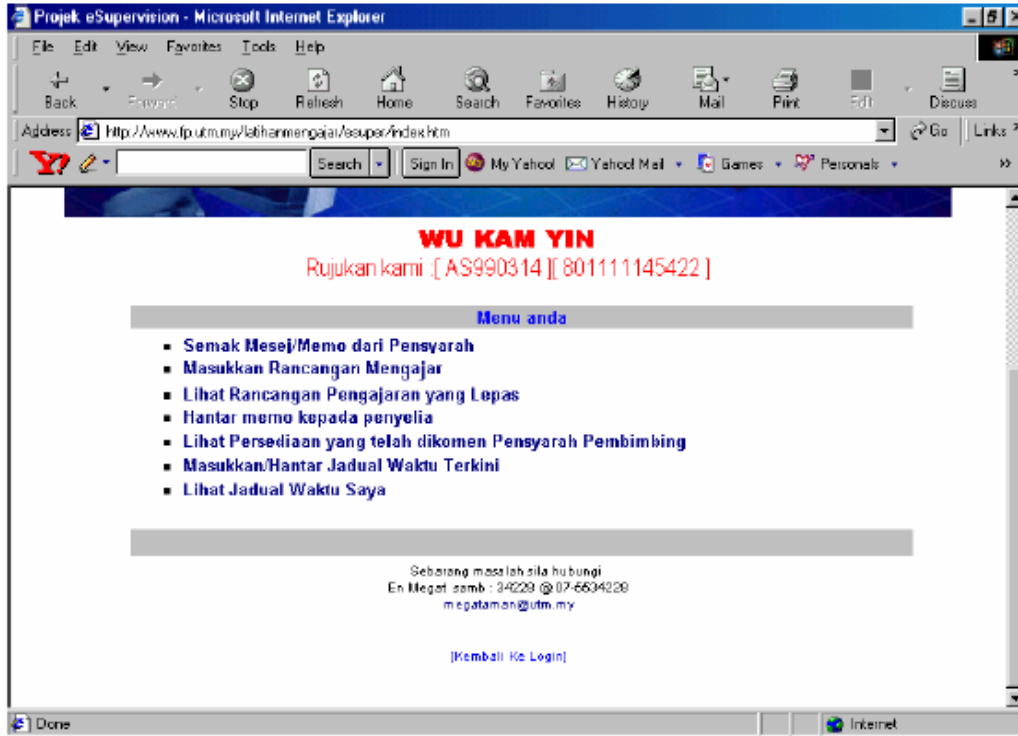 Projek eSupervision - Microsoft Internet Explorer
File Edit View Favorites Tools Help
Back Forward Stop Refresh Home Search Favorites History Mail Print Edit Discuss
Address http://www.fp.utm.my/latihanmengajar/esuper/index.htm Go Links
Search Sign In My Yahoo! Yahoo! Mail Games Personals
WU KAM YIN
Rujukan kami :[ AS990314 ][ 801111145422 ]
Menu anda
Semak Mesej/Memo dari Pensyarah
Masukkan Rancangan Mengajar
Lihat Rancangan Pengajaran yang Lepas
Hantar memo kepada penyelia
Lihat Persediaan yang telah dikomen Pensyarah Pembimbing
Masukkan/Hantar Jadual Waktu Terkini
Lihat Jadual Waktu Saya
Sebarang masalah sila hubungi
En Megat samb : 34229 @ 07-5534229
megataman@utm.my
[Kembali Ke Login]
Done Internet